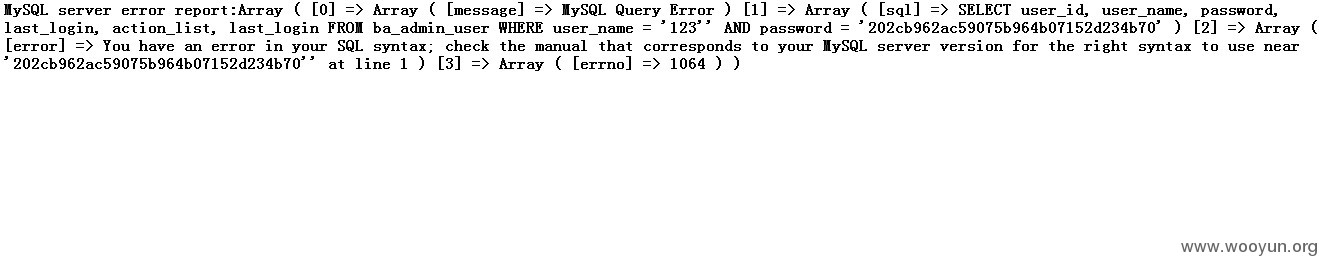 MySQL server error report:Array ( [0] => Array ( [message] => MySQL Query Error ) [1] => Array ( [sql] => SELECT user_id, user_name, password,
last_login, action_list, last_login FROM ba_admin_user WHERE user_name = '123'' AND password = '202cb962ac59075b964b07152d234b70' ) [2] => Array (
[error] => You have an error in your SQL syntax; check the manual that corresponds to your MySQL server version for the right syntax to use near
'202cb962ac59075b964b07152d234b70'' at line 1 ) [3] => Array ( [errno] => 1064 ) )
www.wooyun.org